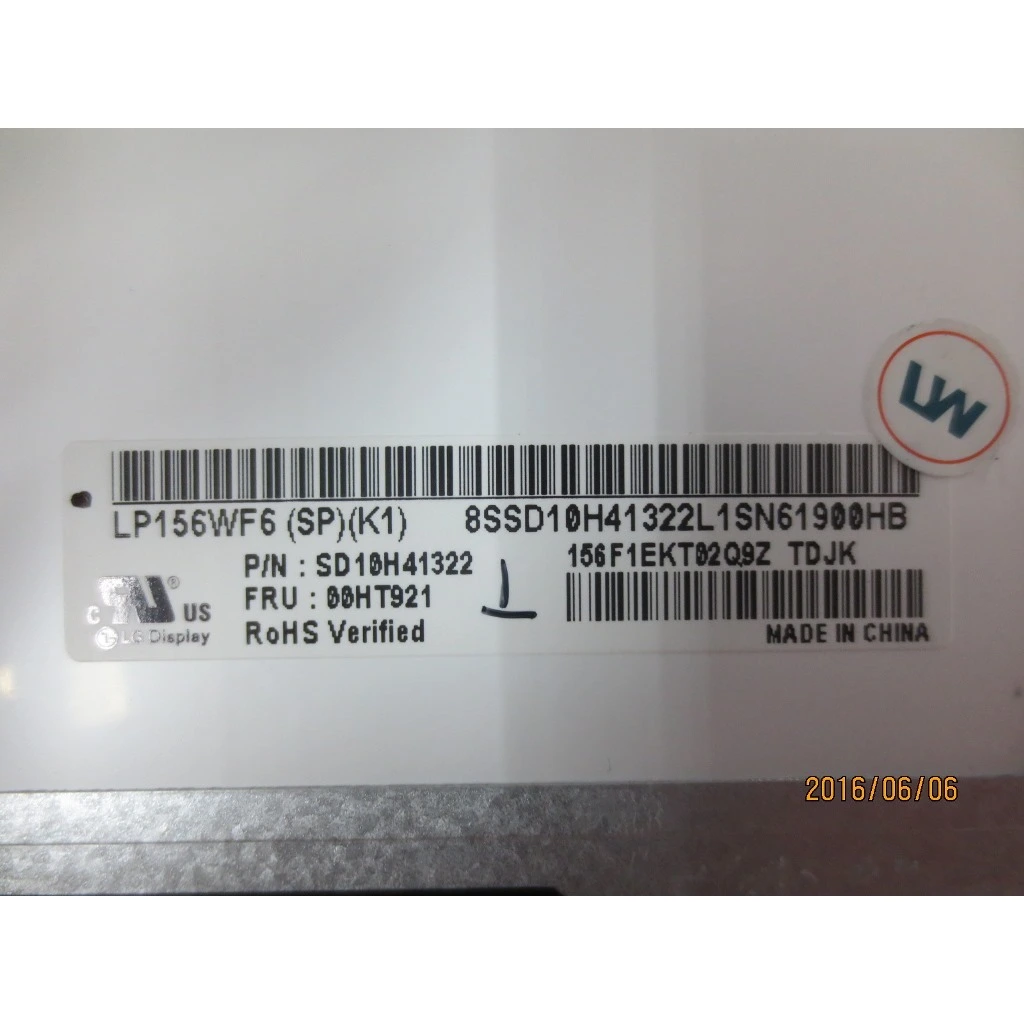 LP156WF6 (SP)(K1) 8SSD10H41322L1SN61900HB
P/N : SD10H41322 156F1EKT02Q9Z TDJK
FRU : 00HT921
C RU ® US
LG Display
RoHS Verified
MADE IN CHINA
2016/06/06